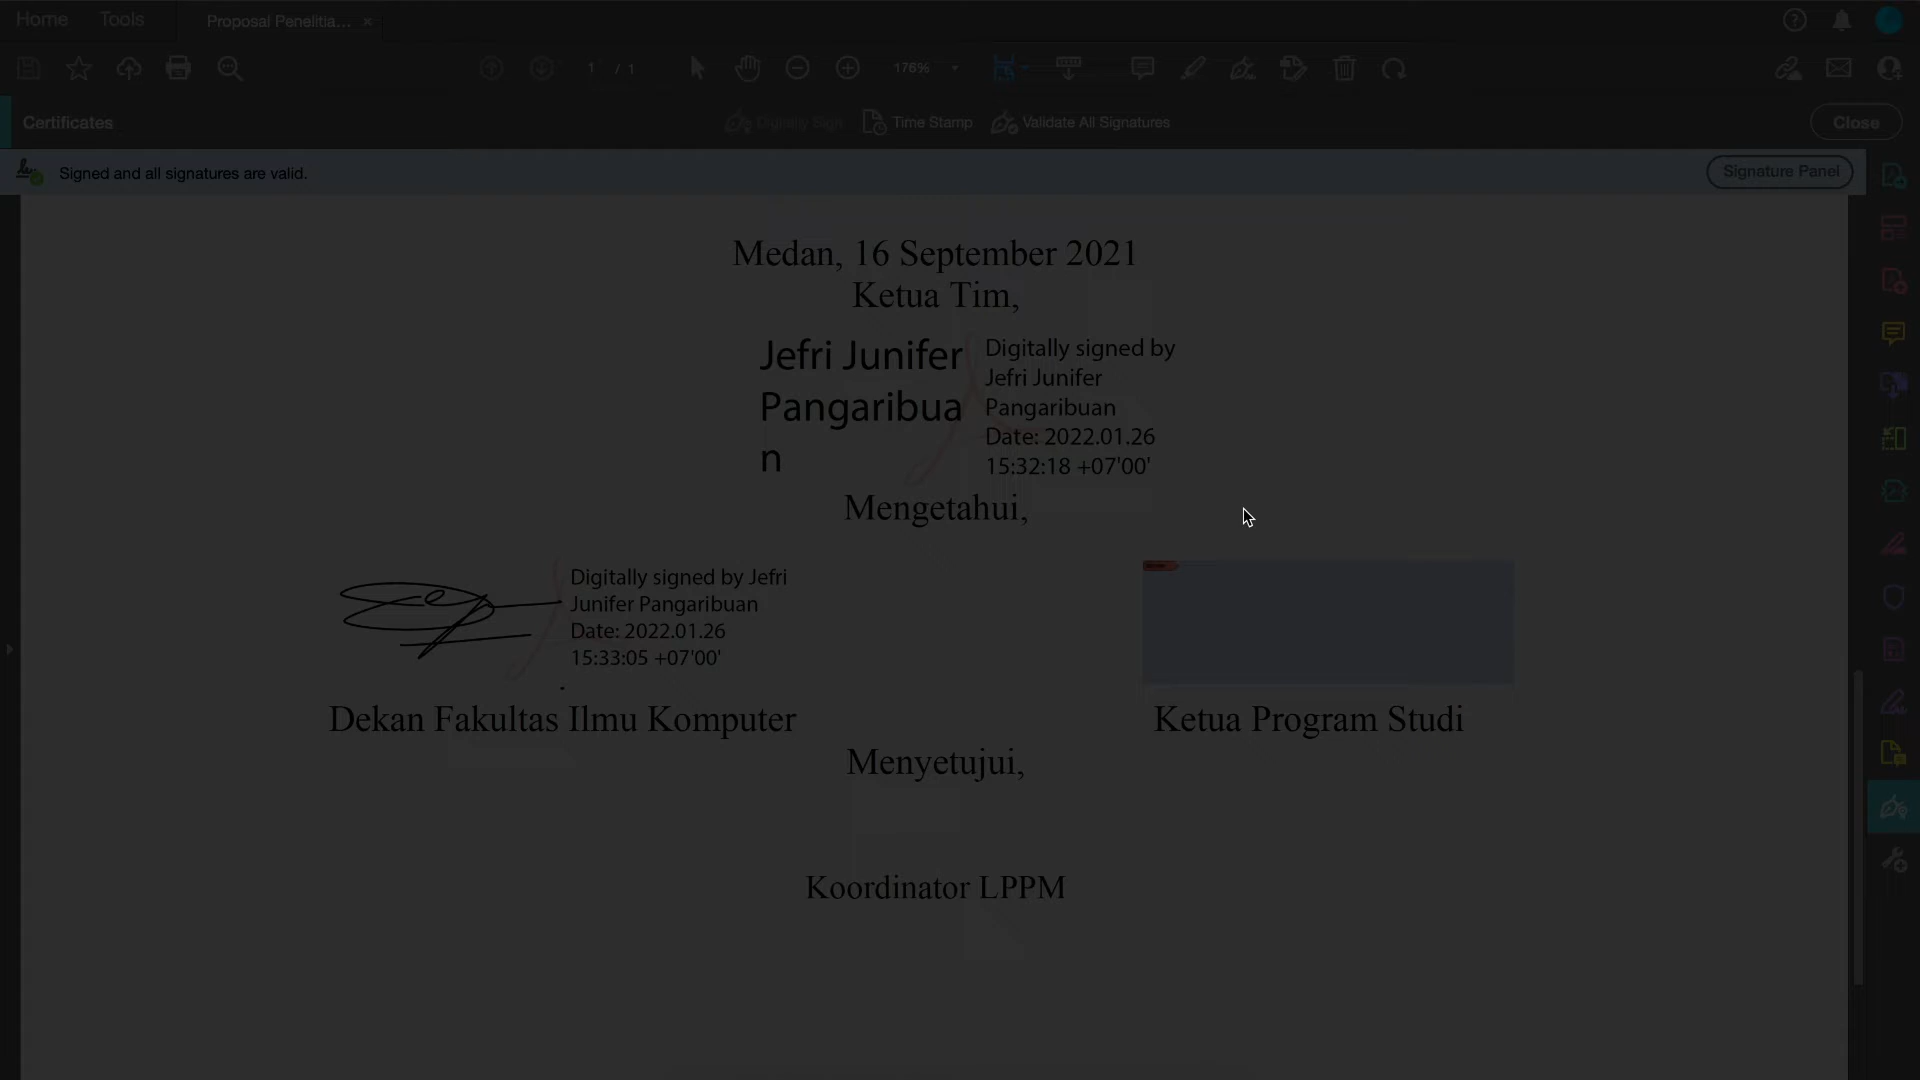 Home Tools Proposal Penelitia... ×
1 / 1 176%
Certificates Digitally Sign Time Stamp Validate All Signatures Close
Signed and all signatures are valid. Signature Panel
Medan, 16 September 2021
Ketua Tim,
Jefri Junifer
Pangaribua
n
Digitally signed by
Jefri Junifer
Pangaribuan
Date: 2022.01.26
15:32:18 +07'00'
Mengetahui,
Digitally signed by Jefri
Junifer Pangaribuan
Date: 2022.01.26
15:33:05 +07'00'
.
Dekan Fakultas Ilmu Komputer
Ketua Program Studi
Menyetujui,
Koordinator LPPM